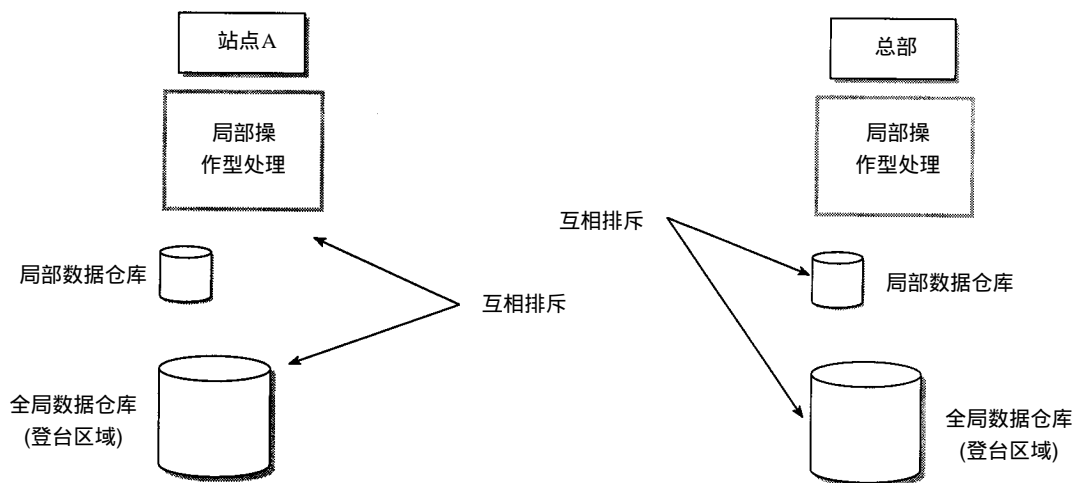 站点A
局部操
作型处理
局部数据仓库
互相排斥
全局数据仓库
(登台区域)
总部
局部操
作型处理
互相排斥
局部数据仓库
全局数据仓库
(登台区域)